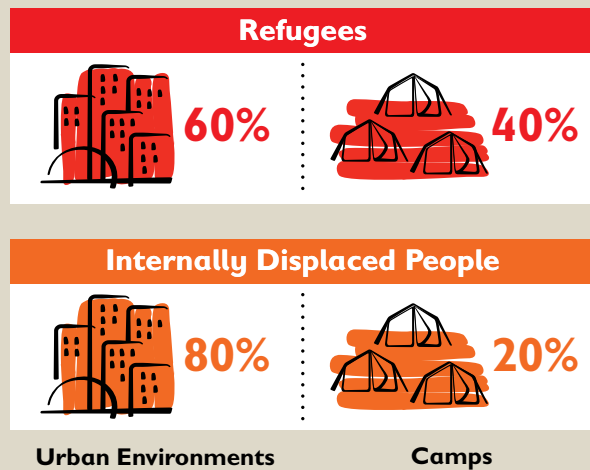 Refugees
60%
40%
Internally Displaced People
80%
20%
Urban Environments
Camps